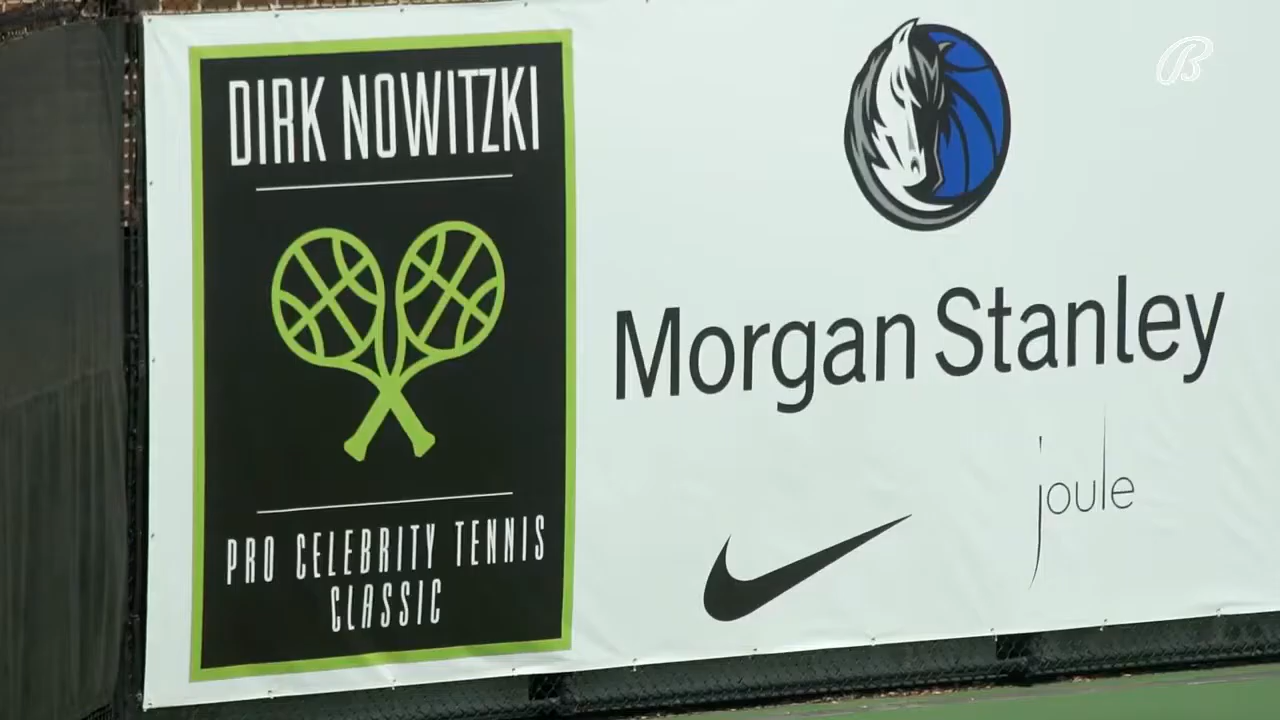 DIRK NOWITZKI
PRO CELEBRITY TENNIS
CLASSIC
Morgan Stanley
joule
B